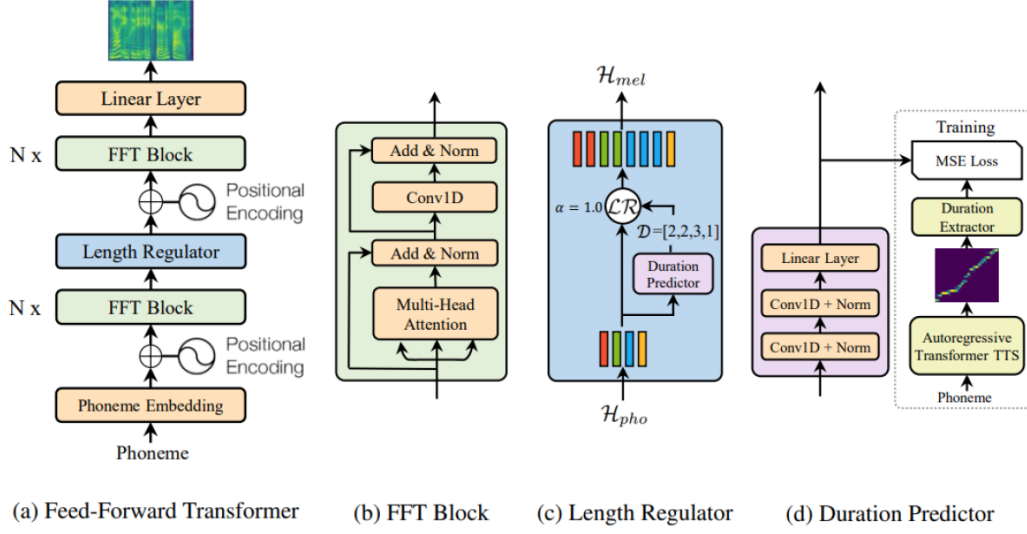 Linear Layer
N x
FFT Block
Positional
Encoding
Length Regulator
N x
FFT Block
Positional
Encoding
Phoneme Embedding
Phoneme
(a) Feed-Forward Transformer
Add & Norm
Conv1D
Add & Norm
Multi-Head
Attention
(b) FFT Block
ℋmel
α = 1.0
ℒℛ
𝒟=[2,2,3,1]
Duration
Predictor
ℋpho
(c) Length Regulator
Training
MSE Loss
Duration
Extractor
Linear Layer
Conv1D + Norm
Conv1D + Norm
Autoregressive
Transformer TTS
Phoneme
(d) Duration Predictor